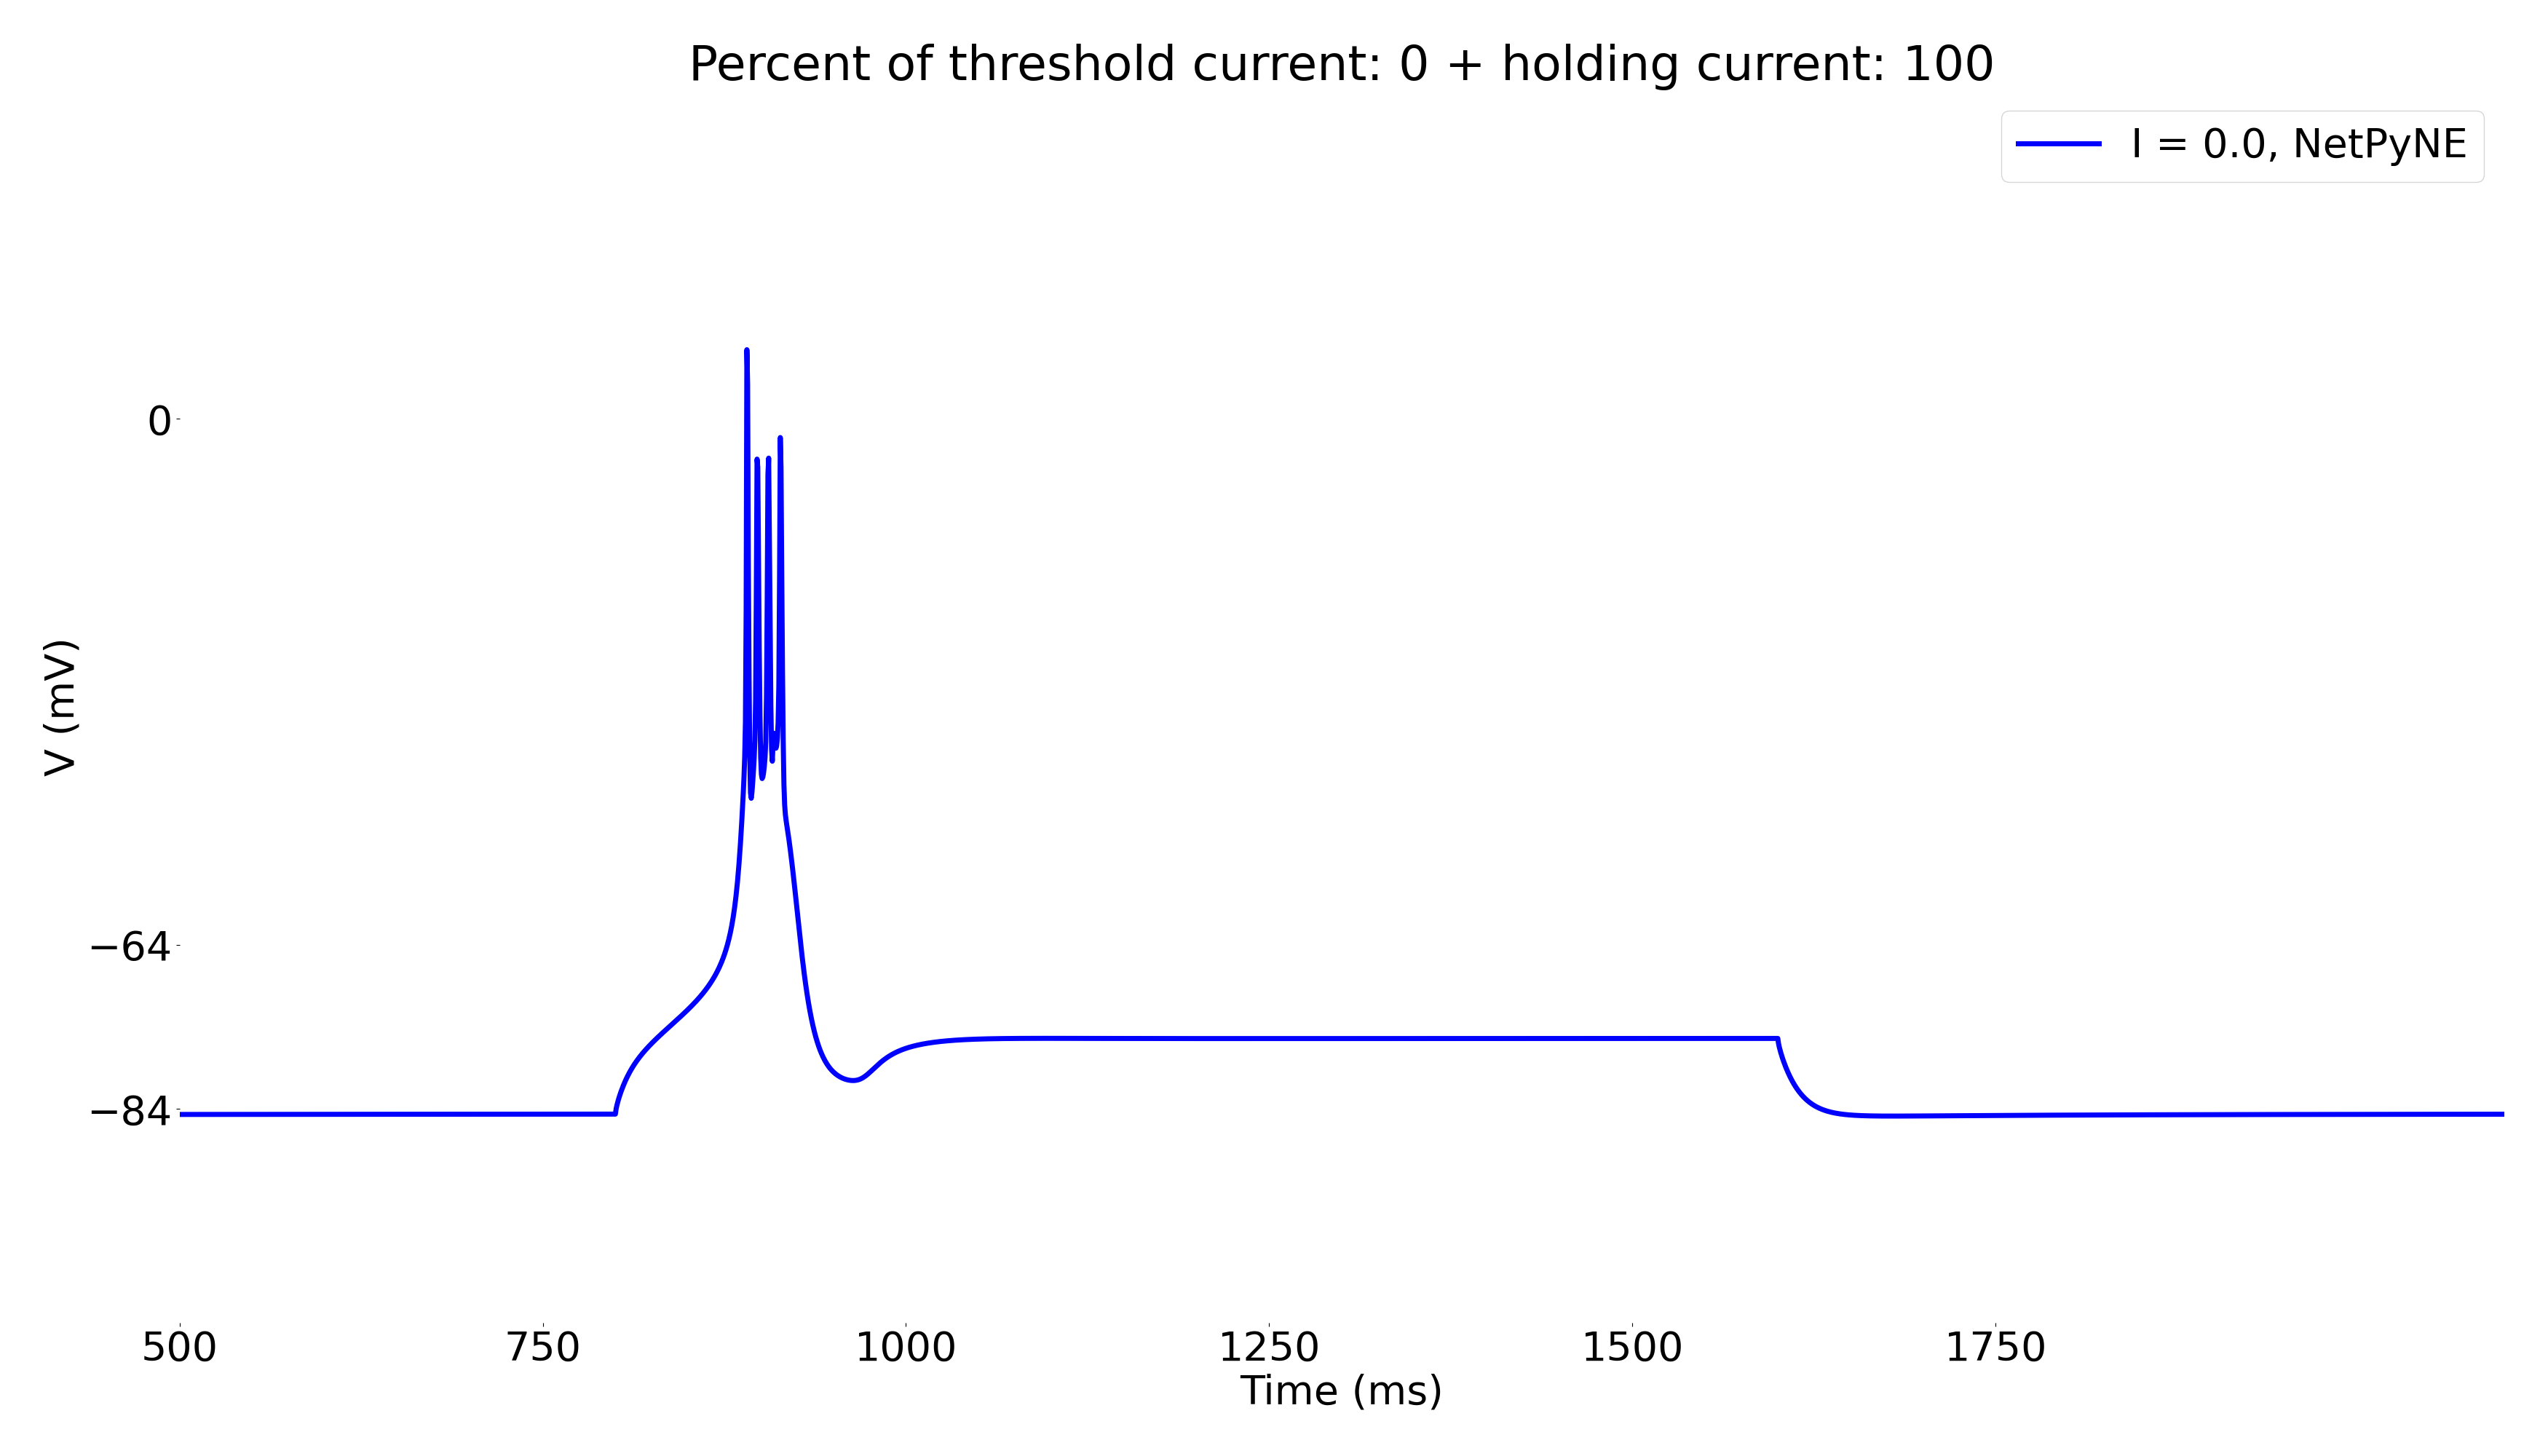 Percent of threshold current: 0 + holding current: 100
I = 0.0, NetPyNE
0
−64
−84
V (mV)
500 750 1000 1250 1500 1750
Time (ms)